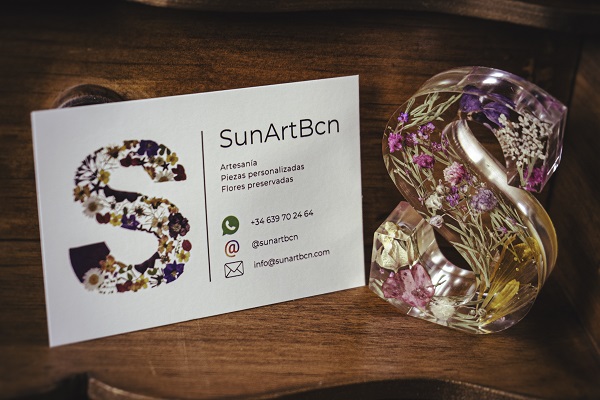 SunArtBcn
Artesanía
Piezas personalizadas
Flores preservadas
+34 639 70 24 64
@ @sunartbcn
info@sunartbcn.com